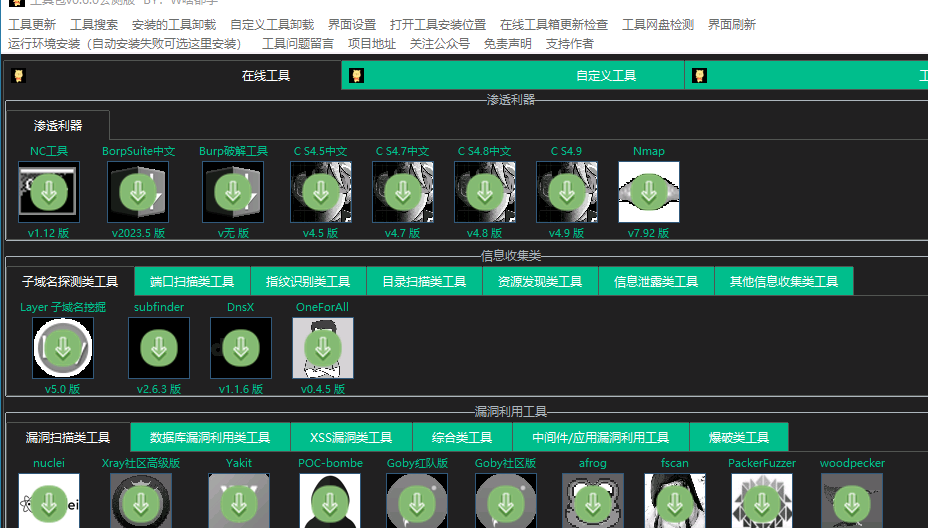 工具包v6.6.6公测版 BY：W啥都学
工具更新 工具搜索 安装的工具卸载 自定义工具卸载 界面设置 打开工具安装位置 在线工具箱更新检查 工具网盘检测 界面刷新
运行环境安装（自动安装失败可选这里安装） 工具问题留言 项目地址 关注公众号 免责声明 支持作者
在线工具 自定义工具
渗透利器
渗透利器
NC工具 BorpSuite中文 Burp破解工具 C S4.5中文 C S4.7中文 C S4.8中文 C S4.9 Nmap
v1.12 版 v2023.5 版 v无 版 v4.5 版 v4.7 版 v4.8 版 v4.9 版 v7.92 版
信息收集类
子域名探测类工具 端口扫描类工具 指纹识别类工具 目录扫描类工具 资源发现类工具 信息泄露类工具 其他信息收集类工具
Layer 子域名挖掘 subfinder DnsX OneForAll
v5.0 版 v2.6.3 版 v1.1.6 版 v0.4.5 版
漏洞利用工具
漏洞扫描类工具 数据库漏洞利用类工具 XSS漏洞类工具 综合类工具 中间件/应用漏洞利用工具 爆破类工具
nuclei Xray社区高级版 Yakit POC-bombe Goby红队版 Goby社区版 afrog fscan PackerFuzzer woodpecker